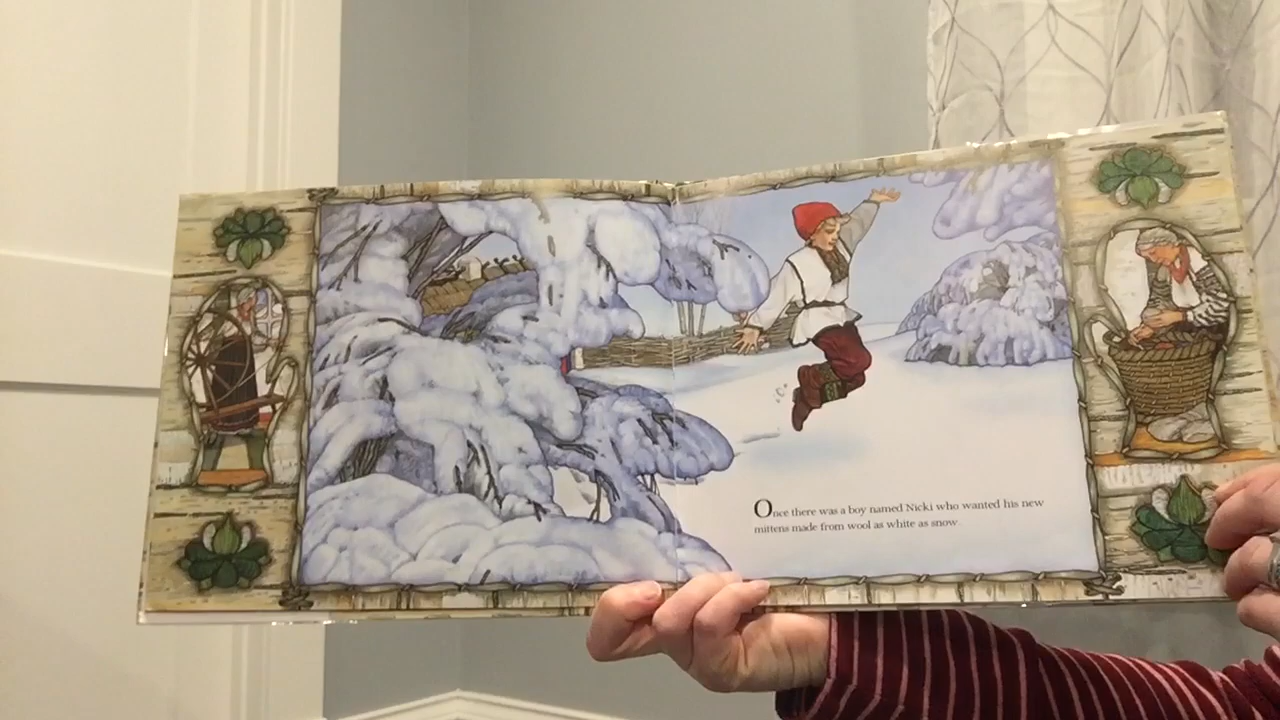 Once there was a boy named Nicki who wanted his new
mittens made from wool as white as snow.